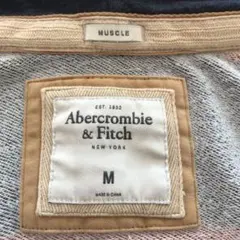 MUSCLE
EST. 1892
Abercrombie
& Fitch
NEW YORK
M
MADE IN CHINA